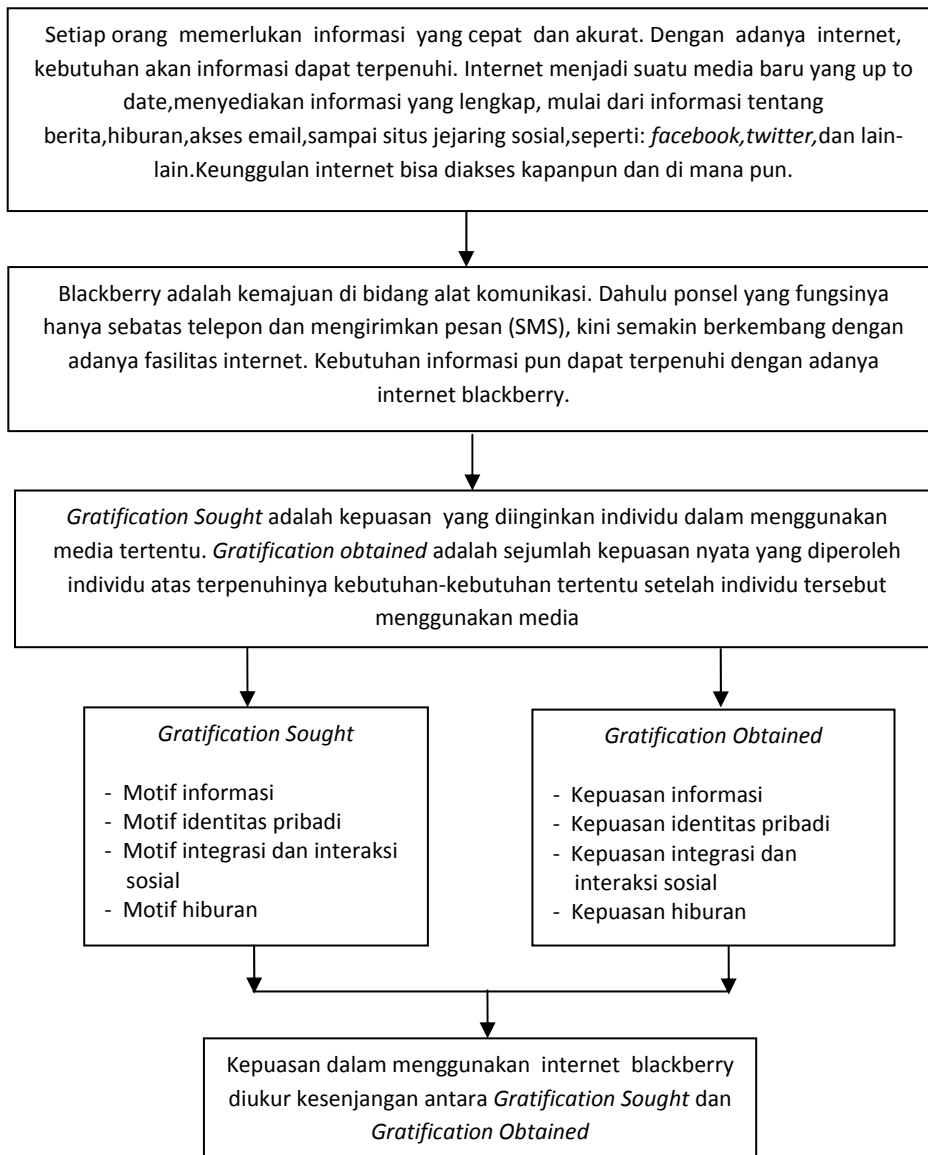 Setiap orang memerlukan informasi yang cepat dan akurat. Dengan adanya internet,
kebutuhan akan informasi dapat terpenuhi. Internet menjadi suatu media baru yang up to
date,menyediakan informasi yang lengkap, mulai dari informasi tentang
berita,hiburan,akses email,sampai situs jejaring sosial,seperti: facebook,twitter,dan lain-
lain.Keunggulan internet bisa diakses kapanpun dan di mana pun.
Blackberry adalah kemajuan di bidang alat komunikasi. Dahulu ponsel yang fungsinya
hanya sebatas telepon dan mengirimkan pesan (SMS), kini semakin berkembang dengan
adanya fasilitas internet. Kebutuhan informasi pun dapat terpenuhi dengan adanya
internet blackberry.
Gratification Sought adalah kepuasan yang diinginkan individu dalam menggunakan
media tertentu. Gratification obtained adalah sejumlah kepuasan nyata yang diperoleh
individu atas terpenuhinya kebutuhan-kebutuhan tertentu setelah individu tersebut
menggunakan media
Gratification Sought
- Motif informasi
- Motif identitas pribadi
- Motif integrasi dan interaksi
sosial
- Motif hiburan
Gratification Obtained
- Kepuasan informasi
- Kepuasan identitas pribadi
- Kepuasan integrasi dan
interaksi sosial
- Kepuasan hiburan
Kepuasan dalam menggunakan internet blackberry
diukur kesenjangan antara Gratification Sought dan
Gratification Obtained